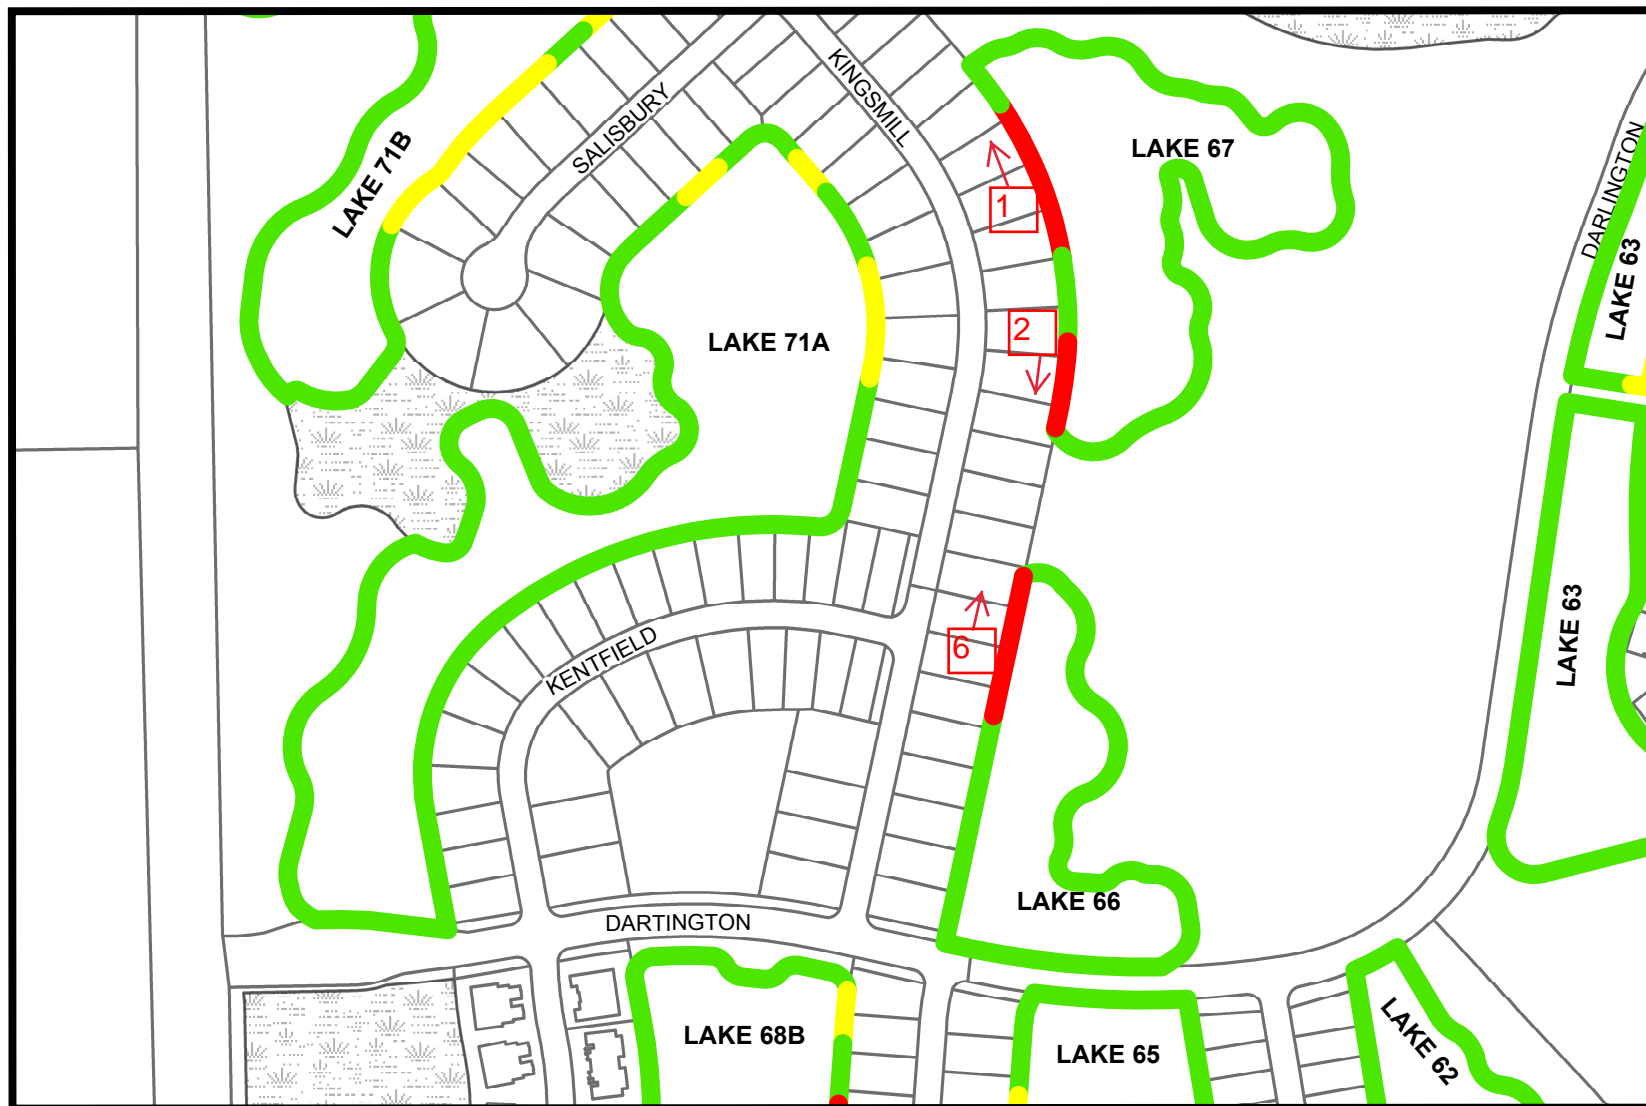 KINGSMILL
SALISBURY
LAKE 71B
LAKE 67
DARLINGTON
1
LAKE 63
2
LAKE 71A
LAKE 63
6
KENTFIELD
LAKE 66
DARTINGTON
LAKE 68B
LAKE 65
LAKE 62